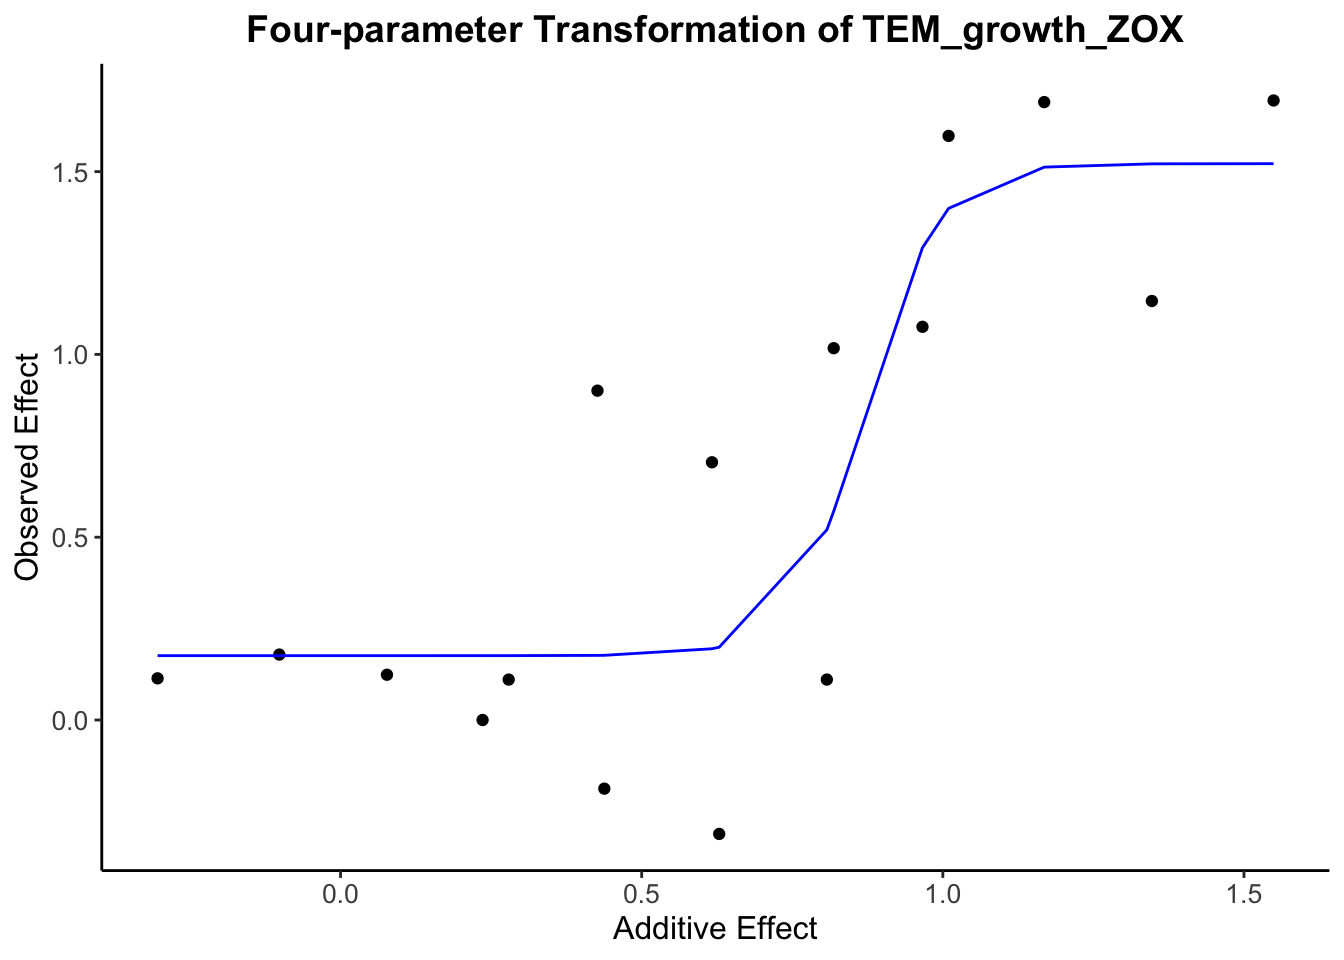 Four-parameter Transformation of TEM_growth_ZOX
Observed Effect
1.5
1.0
0.5
0.0
0.0 0.5 1.0 1.5
Additive Effect